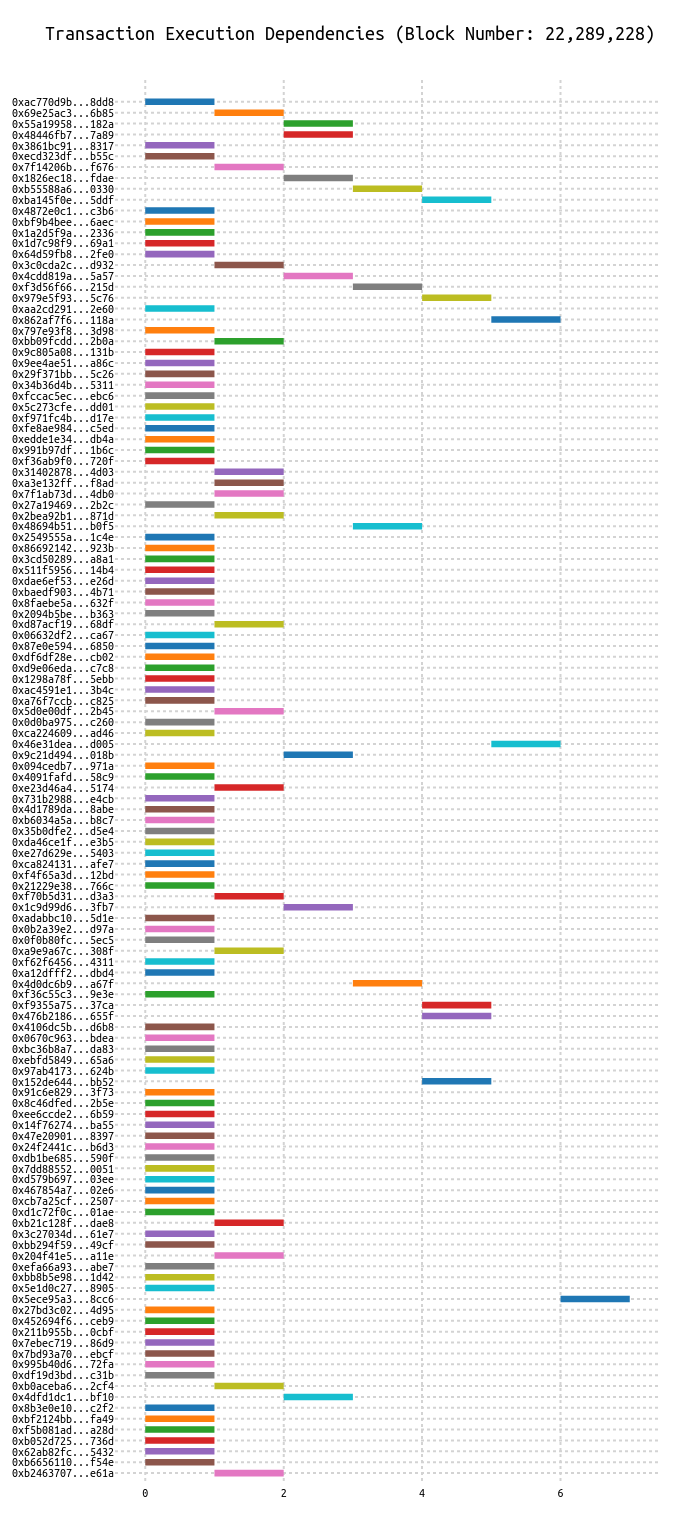 Transaction Execution Dependencies (Block Number: 22,289,228)
0xac770d9b...8dd8
0x69e25ac3...6b85
0x55a19958...182a
0x48446fb7...7a89
0x3861bc91...8317
0xecd323df...b55c
0x7f14206b...f676
0x1826ec18...fdae
0xb55588a6...0330
0xba145f0e...5ddf
0x4872e0c1...c3b6
0xbf9b4bee...6aec
0x1a2d5f9a...2336
0x1d7c98f9...69a1
0x64d59fb8...2fe0
0x3c0cda2c...d932
0x4cdd819a...5a57
0xf3d56f66...215d
0x979e5f93...5c76
0xaa2cd291...2e60
0x862af7f6...118a
0x797e93f8...3d98
0xbb09fcdd...2b0a
0x9c805a08...131b
0x9ee4ae51...a86c
0x29f371bb...5c26
0x34b36d4b...5311
0xfccac5ec...ebc6
0x5c273cfe...dd01
0xf971fc4b...d17e
0xfe8ae984...c5ed
0xedde1e34...db4a
0x991b97df...1b6c
0xf36ab9f0...720f
0x31402878...4d03
0xa3e132ff...f8ad
0x7f1ab73d...4db0
0x27a19469...2b2c
0x2bea92b1...871d
0x48694b51...b0f5
0x2549555a...1c4e
0x86692142...923b
0x3cd50289...a8a1
0x511f5956...14b4
0xdae6ef53...e26d
0xbaedf903...4b71
0x8faebe5a...632f
0x2094b5be...b363
0xd87acf19...68df
0x06632df2...ca67
0x87e0e594...6850
0xdf6df28e...cb02
0xd9e06eda...c7c8
0x1298a78f...5ebb
0xac4591e1...3b4c
0xa76f7ccb...c825
0x5d0e00df...2b45
0x0d0ba975...c260
0xca224609...ad46
0x46e31dea...d005
0x9c21d494...018b
0x094cedb7...971a
0x4091fafd...58c9
0xe23d46a4...5174
0x731b2988...e4cb
0x4d1789da...8abe
0xb6034a5a...b8c7
0x35b0dfe2...d5e4
0xda46ce1f...e3b5
0xe27d629e...5403
0xca824131...afe7
0xf4f65a3d...12bd
0x21229e38...766c
0xf70b5d31...d3a3
0x1c9d99d6...3fb7
0xadabbc10...5d1e
0x0b2a39e2...d97a
0x0f0b80fc...5ec5
0xa9e9a67c...308f
0xf62f6456...4311
0xa12dfff2...dbd4
0x4d0dc6b9...a67f
0xf36c55c3...9e3e
0xf9355a75...37ca
0x476b2186...655f
0x4106dc5b...d6b8
0x0670c963...bdea
0xbc36b8a7...da83
0xebfd5849...65a6
0x97ab4173...624b
0x152de644...bb52
0x91c6e829...3f73
0x8c46dfed...2b5e
0xee6ccde2...6b59
0x14f76274...ba55
0x47e20901...8397
0x24f2441c...b6d3
0xdb1be685...590f
0x7dd88552...0051
0xd579b697...03ee
0x467854a7...02e6
0xcb7a25cf...2507
0xd1c72f0c...01ae
0xb21c128f...dae8
0x3c27034d...61e7
0xbb294f59...49cf
0x204f41e5...a11e
0xefa66a93...abe7
0xbb8b5e98...1d42
0x5e1d0c27...8905
0x5ece95a3...8cc6
0x27bd3c02...4d95
0x452694f6...ceb9
0x211b955b...0cbf
0x7ebec719...86d9
0x7bd93a70...ebcf
0x995b40d6...72fa
0xdf19d3bd...c31b
0xb0aceba6...2cf4
0x4dfd1dc1...bf10
0x8b3e0e10...c2f2
0xbf2124bb...fa49
0xf5b081ad...a28d
0xb052d725...736d
0x62ab82fc...5432
0xb6656110...f54e
0xb2463707...e61a
0 2 4 6